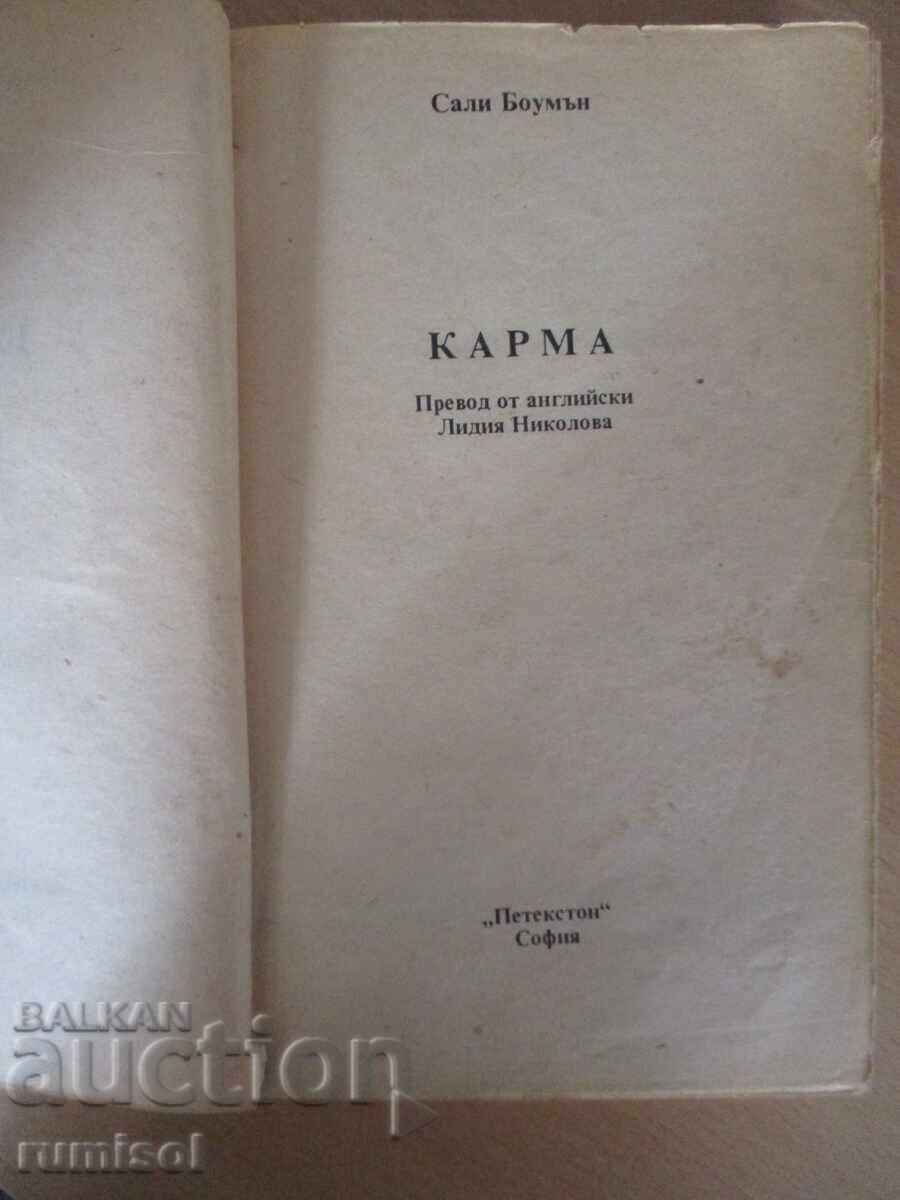 Сали Боумън
КАРМА
Превод от английски
Лидия Николова
„Петекстон“
София
BALKAN
auction
rumisol